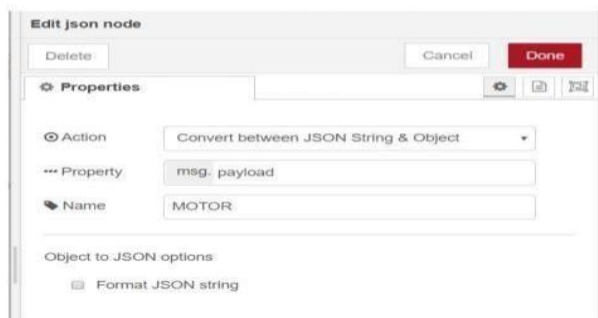 Edit json node
Delete Cancel Done
Properties
Action Convert between JSON String & Object
Property msg. payload
Name MOTOR
Object to JSON options
Format JSON string